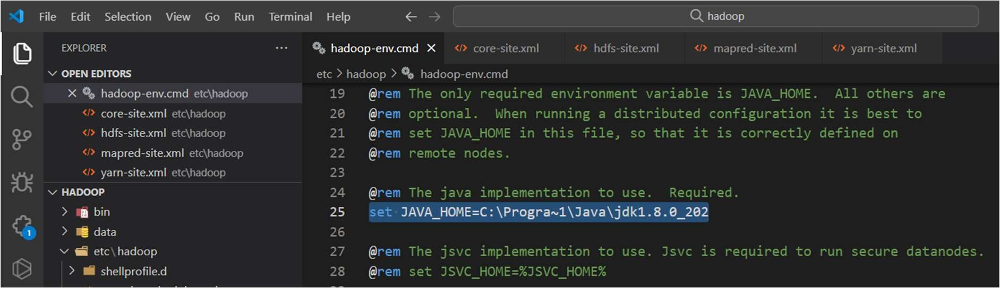 File Edit Selection View Go Run Terminal Help hadoop
EXPLORER
OPEN EDITORS
hadoop-env.cmd etc\hadoop
core-site.xml etc\hadoop
hdfs-site.xml etc\hadoop
mapred-site.xml etc\hadoop
yarn-site.xml etc\hadoop
HADOOP
bin
data
etc\hadoop
shellprofile.d
1
hadoop-env.cmd core-site.xml hdfs-site.xml mapred-site.xml yarn-site.xml
etc > hadoop > hadoop-env.cmd
19 @rem The only required environment variable is JAVA_HOME.  All others are
20 @rem optional.  When running a distributed configuration it is best to
21 @rem set JAVA_HOME in this file, so that it is correctly defined on
22 @rem remote nodes.
23
24 @rem The java implementation to use.  Required.
25 set JAVA_HOME=C:\Progra~1\Java\jdk1.8.0_202
26
27 @rem The jsvc implementation to use. Jsvc is required to run secure datanodes.
28 @rem set JSVC_HOME=%JSVC_HOME%